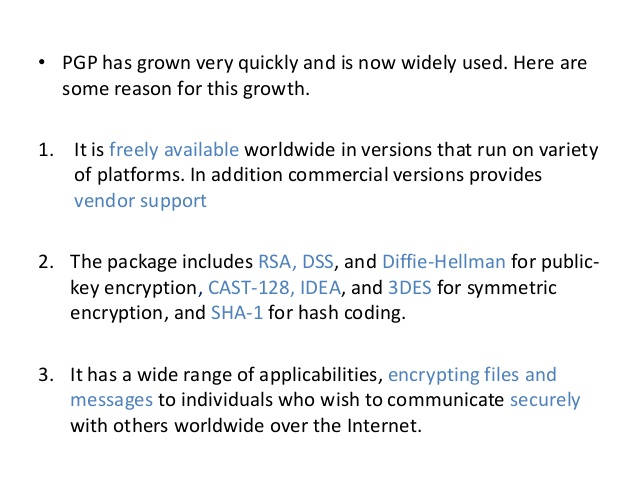 • PGP has grown very quickly and is now widely used. Here are
some reason for this growth.
1. It is freely available worldwide in versions that run on variety
of platforms. In addition commercial versions provides
vendor support
2. The package includes RSA, DSS, and Diffie-Hellman for public-
key encryption, CAST-128, IDEA, and 3DES for symmetric
encryption, and SHA-1 for hash coding.
3. It has a wide range of applicabilities, encrypting files and
messages to individuals who wish to communicate securely
with others worldwide over the Internet.